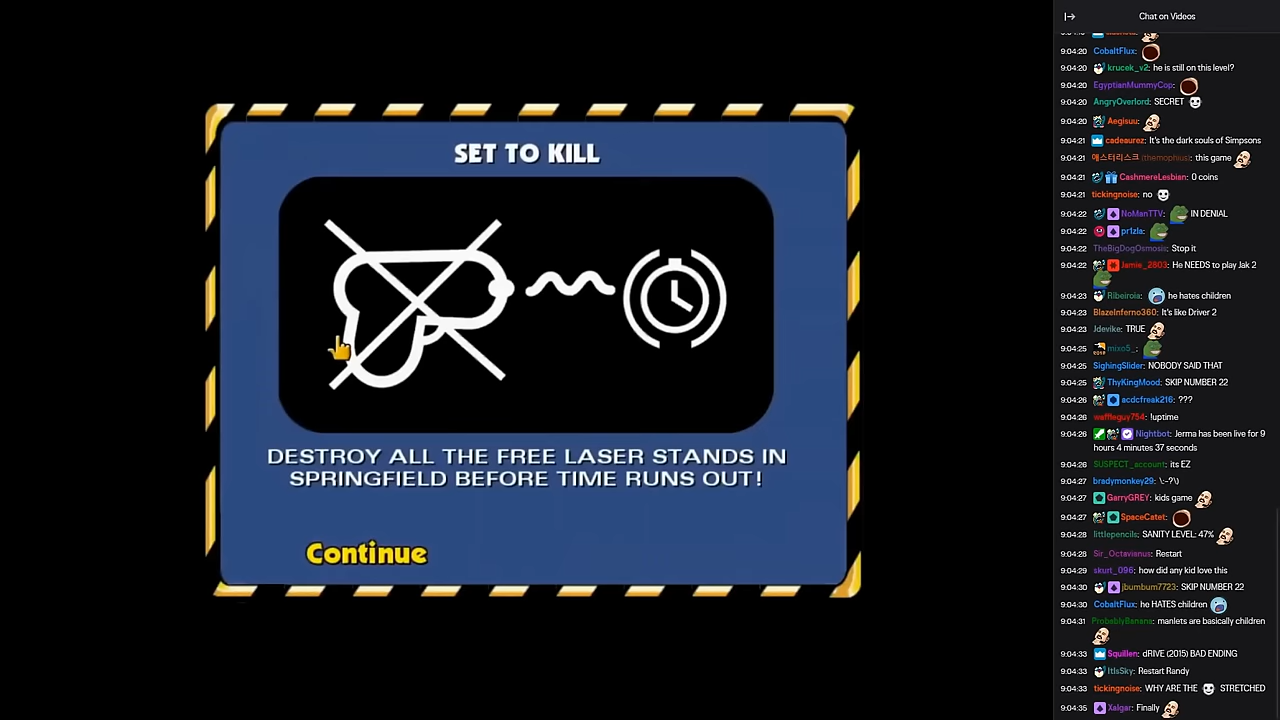 Chat on Videos
SET TO KILL
DESTROY ALL THE FREE LASER STANDS IN
SPRINGFIELD BEFORE TIME RUNS OUT!
Continue
9:04:20 CobaltFlux:
9:04:20 krucek_v2: he is still on this level?
9:04:20 EgyptianMummyCop:
9:04:20 AngryOverlord: SECRET
9:04:20 Aegisuu:
9:04:21 cadeaurez: It's the dark souls of Simpsons
9:04:21 애스터리스크 (themophius): this game
9:04:21 CashmereLesbian: 0 coins
9:04:21 tickingnoise: no
9:04:22 NoManTTV: IN DENIAL
9:04:22 pr1zla:
9:04:22 TheBigDogOsmosis: Stop it
9:04:22 Jamie_2803: He NEEDS to play Jak 2
9:04:23 Ribeiroia: he hates children
9:04:23 BlazeInferno360: It's like Driver 2
9:04:23 Jdevike: TRUE
9:04:25 mixo5_:
9:04:25 SighingSlider: NOBODY SAID THAT
9:04:25 ThyKingMood: SKIP NUMBER 22
9:04:26 acdcfreak216: ???
9:04:26 waffleguy754: !uptime
9:04:26 Nightbot: Jerma has been live for 9
hours 4 minutes 37 seconds
9:04:26 SUSPECT_account: its EZ
9:04:27 bradymonkey29: \:-?\)
9:04:27 GarryGREY: kids game
9:04:27 SpaceCatet:
9:04:28 littlepencils: SANITY LEVEL: 47%
9:04:28 Sir_Octavianus: Restart
9:04:29 skurt_096: how did any kid love this
9:04:30 jbumbum7723: SKIP NUMBER 22
9:04:30 CobaltFlux: he HATES children
9:04:31 ProbablyBanana: manlets are basically children
9:04:33 Squillen: dRIVE (2015) BAD ENDING
9:04:33 ItIsSky: Restart Randy
9:04:33 tickingnoise: WHY ARE THE STRETCHED
9:04:35 Xalgar: Finally